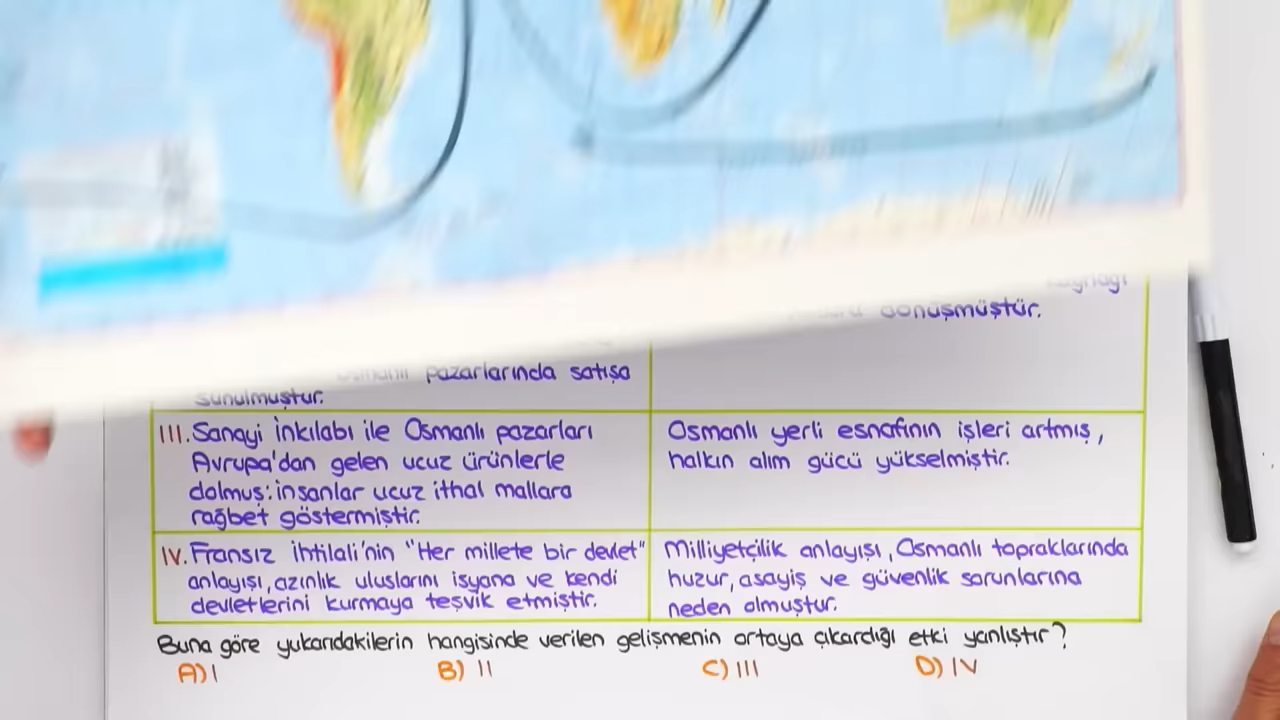 dönüşmüştür.
pazarlarında satışa
sunulmuştur.
III. Sanayi İnkılabı ile Osmanlı pazarları
Avrupa'dan gelen ucuz ürünlerle
dolmuş; insanlar ucuz ithal mallara
rağbet göstermiştir.
Osmanlı yerli esnafının işleri artmış,
halkın alım gücü yükselmiştir.
IV. Fransız İhtilali'nin "Her millete bir devlet"
anlayışı, azınlık uluslarını isyana ve kendi
devletlerini kurmaya teşvik etmiştir.
Milliyetçilik anlayışı, Osmanlı topraklarında
huzur, asayiş ve güvenlik sorunlarına
neden olmuştur.
Buna göre yukarıdakilerin hangisinde verilen gelişmenin ortaya çıkardığı etki yanlıştır?
A) I B) II C) III D) IV